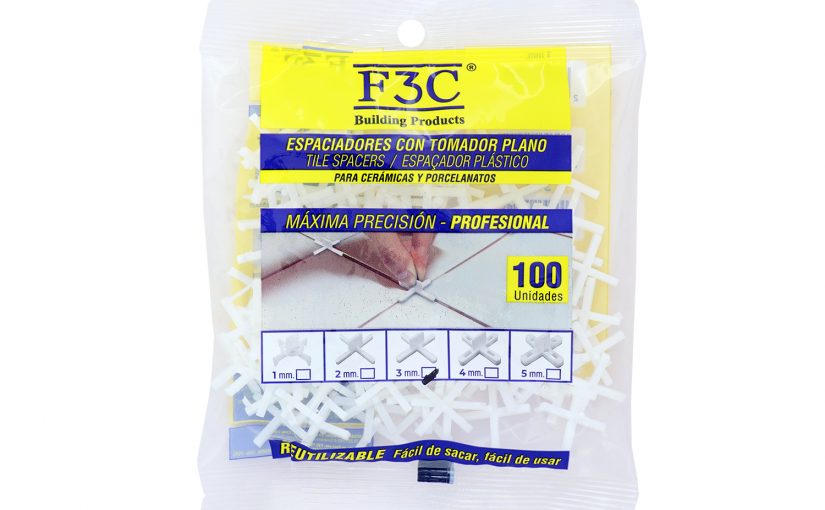 F3C®
Building Products
ESPACIADORES CON TOMADOR PLANO
TILE SPACERS / ESPAÇADOR PLÁSTICO
PARA CERÁMICAS Y PORCELANATOS
MÁXIMA PRECISIÓN - PROFESIONAL
100
Unidades
1 mm. 2 mm. 3 mm. 4 mm. 5 mm.
REUTILIZABLE Fácil de sacar, fácil de usar